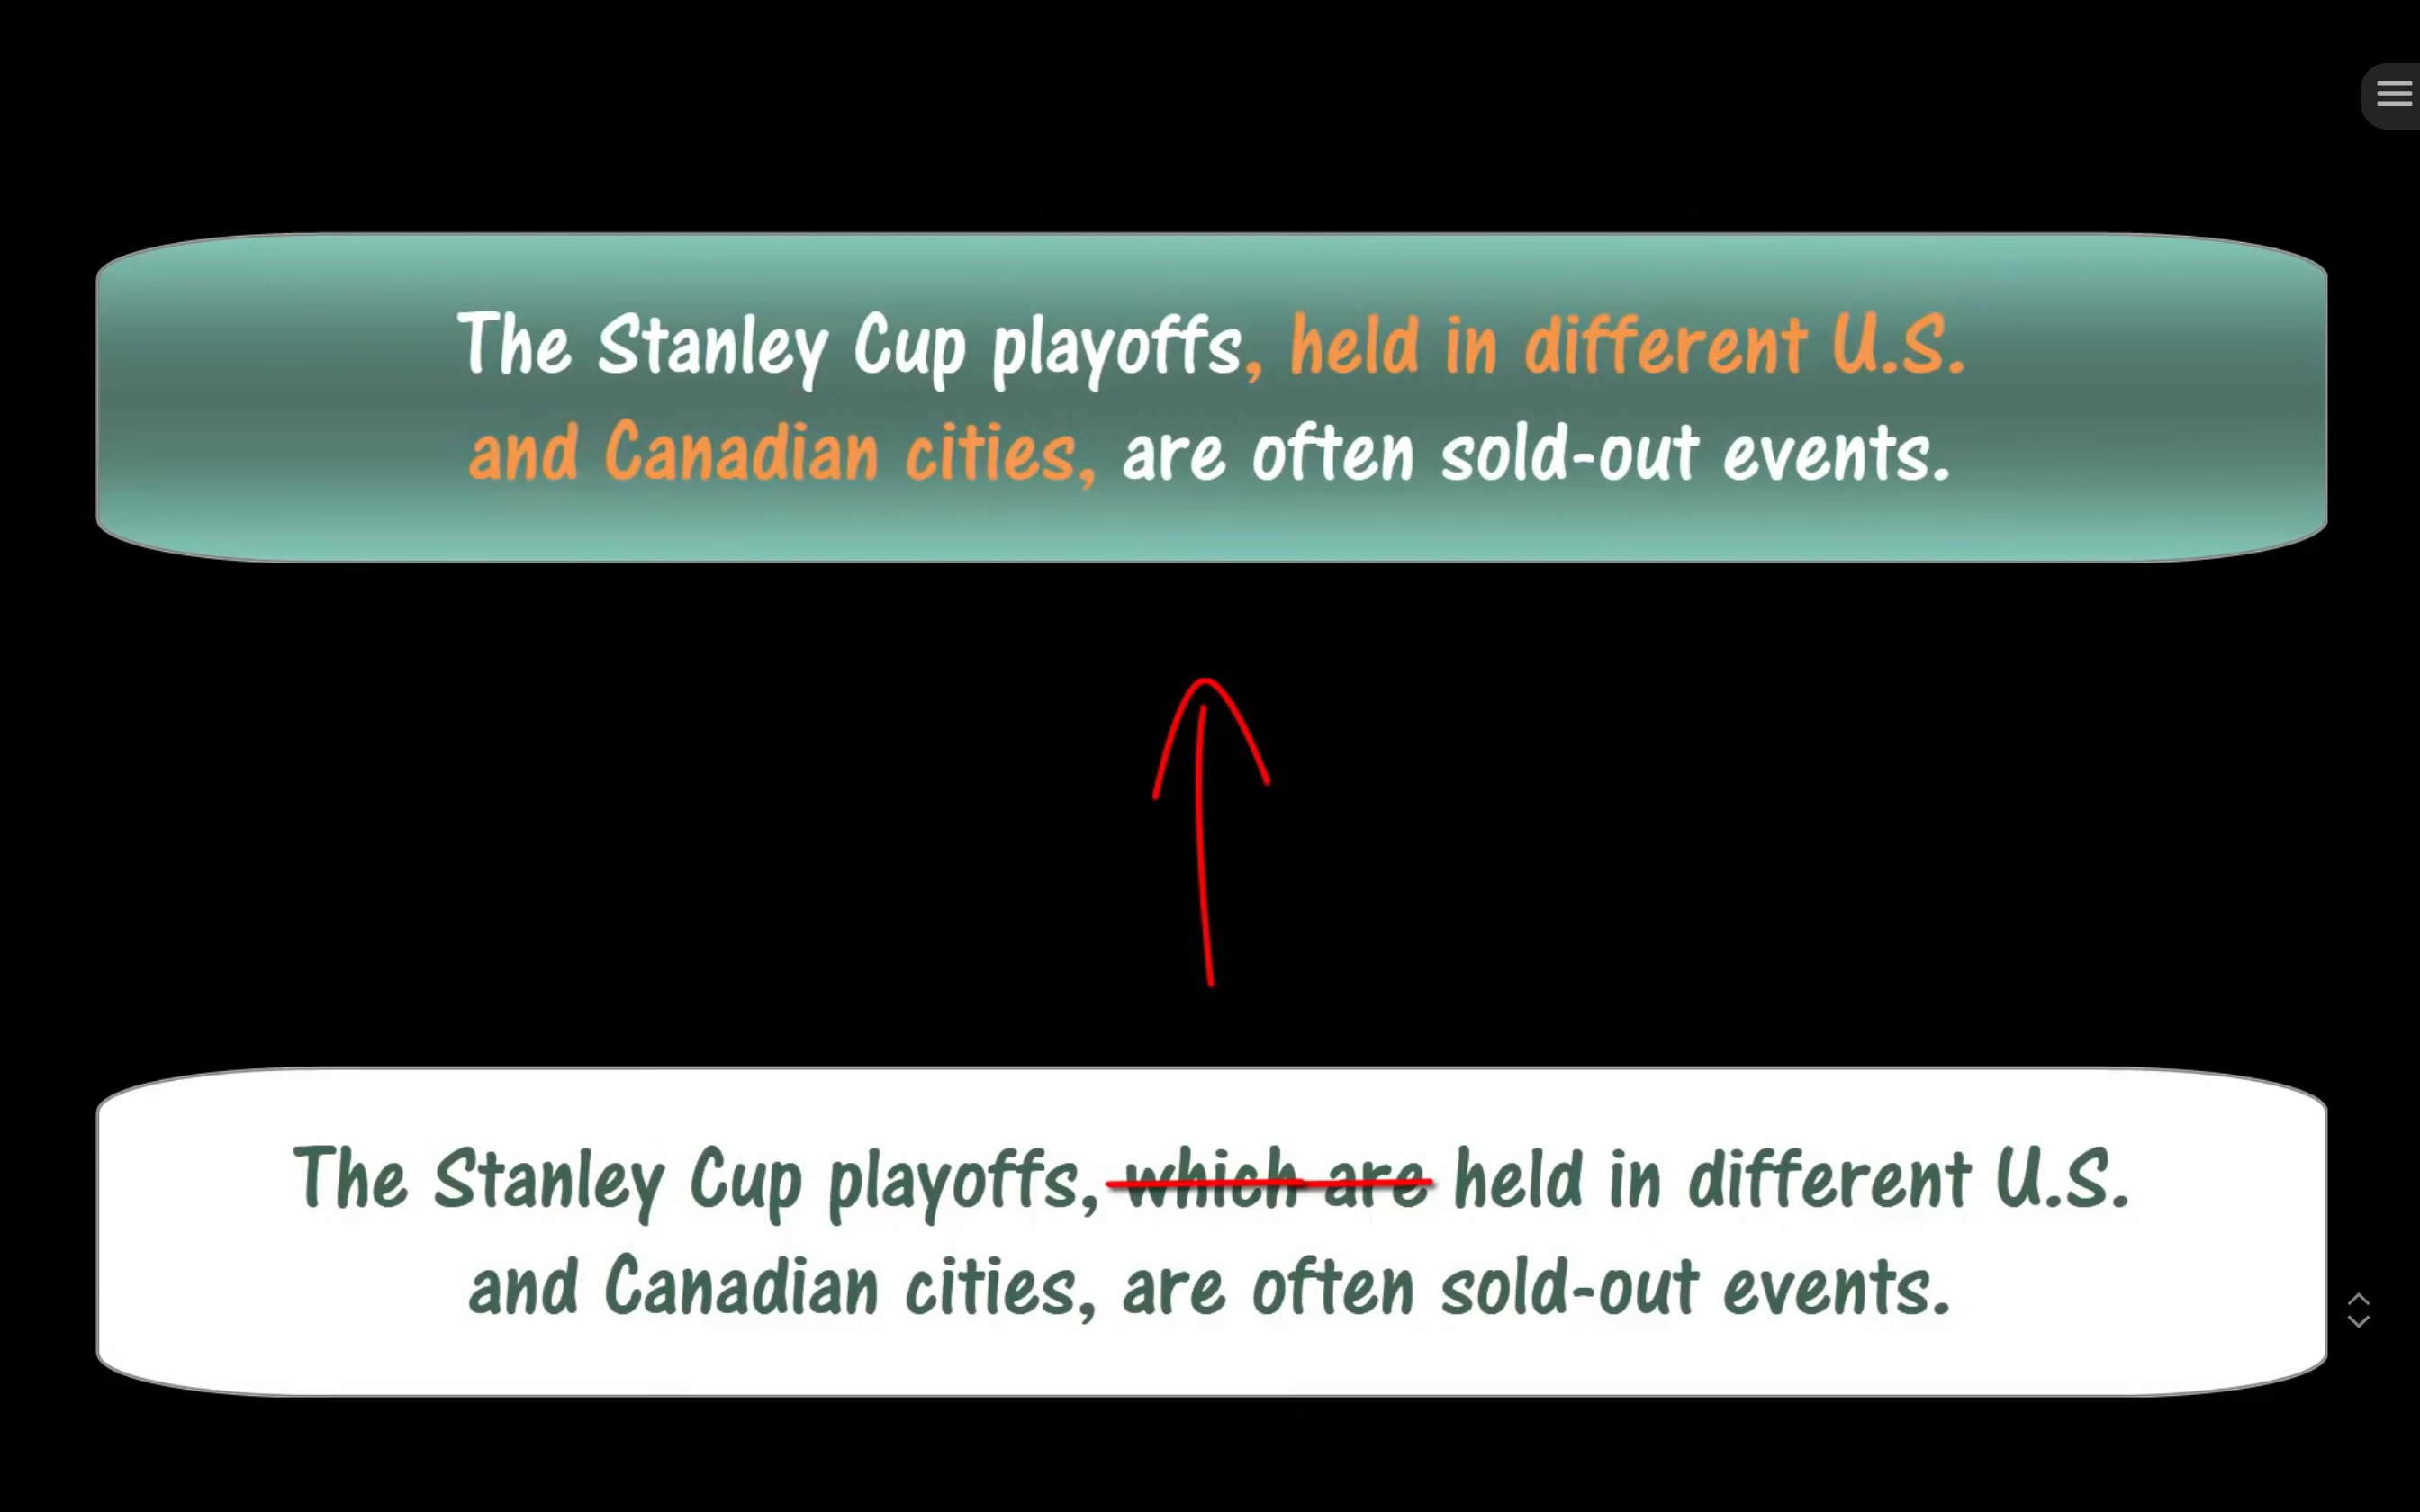 The Stanley Cup playoffs, held in different U.S.
and Canadian cities, are often sold-out events.
The Stanley Cup playoffs, which are held in different U.S.
and Canadian cities, are often sold-out events.